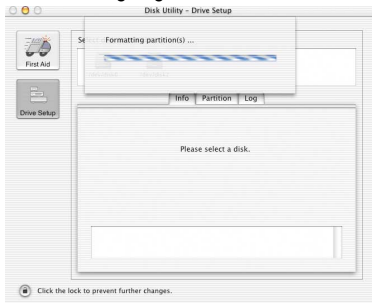 Disk Utility - Drive Setup
Formatting partition(s) ...
Se
First Aid
Info Partition Log
Drive Setup
Please select a disk.
Click the lock to prevent further changes.